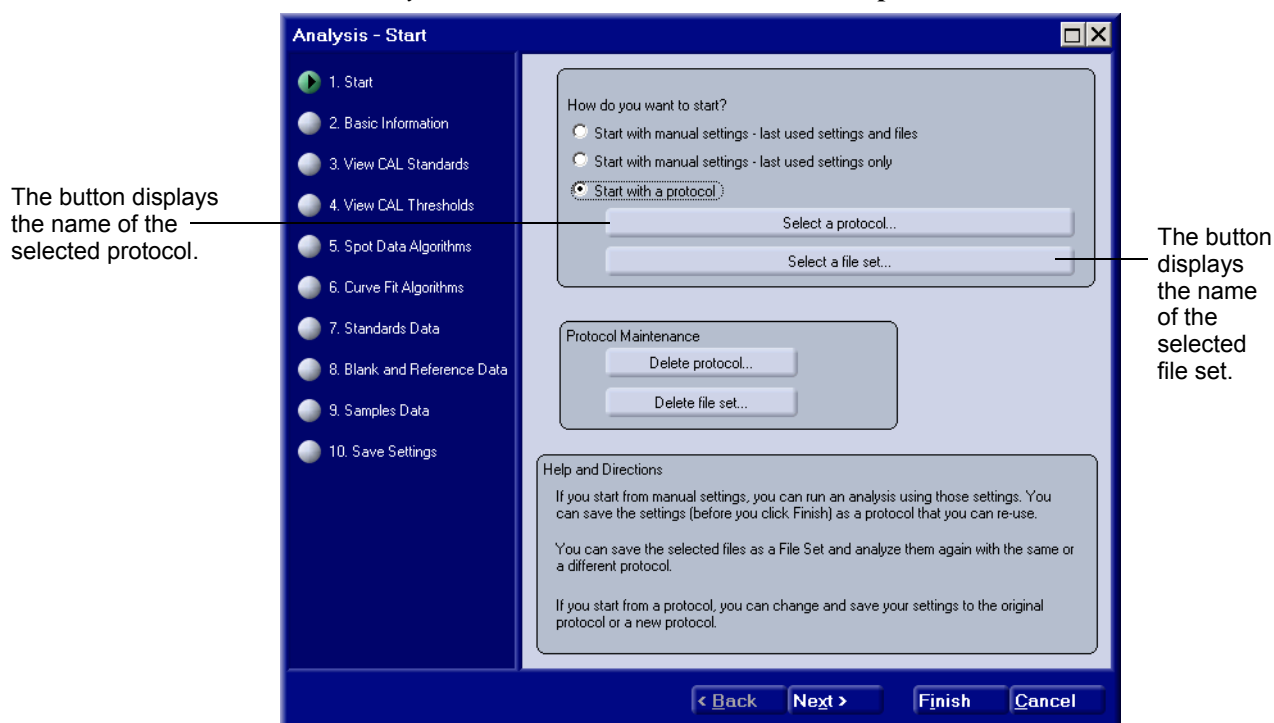 Analysis - Start
1. Start
2. Basic Information
3. View CAL Standards
4. View CAL Thresholds
5. Spot Data Algorithms
6. Curve Fit Algorithms
7. Standards Data
8. Blank and Reference Data
9. Samples Data
10. Save Settings
The button displays
the name of the
selected protocol.
How do you want to start?
Start with manual settings - last used settings and files
Start with manual settings - last used settings only
Start with a protocol
Select a protocol...
Select a file set...
The button
displays
the name
of the
selected
file set.
Protocol Maintenance
Delete protocol...
Delete file set...
Help and Directions
If you start from manual settings, you can run an analysis using those settings. You
can save the settings (before you click Finish) as a protocol that you can re-use.
You can save the selected files as a File Set and analyze them again with the same or
a different protocol.
If you start from a protocol, you can change and save your settings to the original
protocol or a new protocol.
< Back
Next >
Finish
Cancel